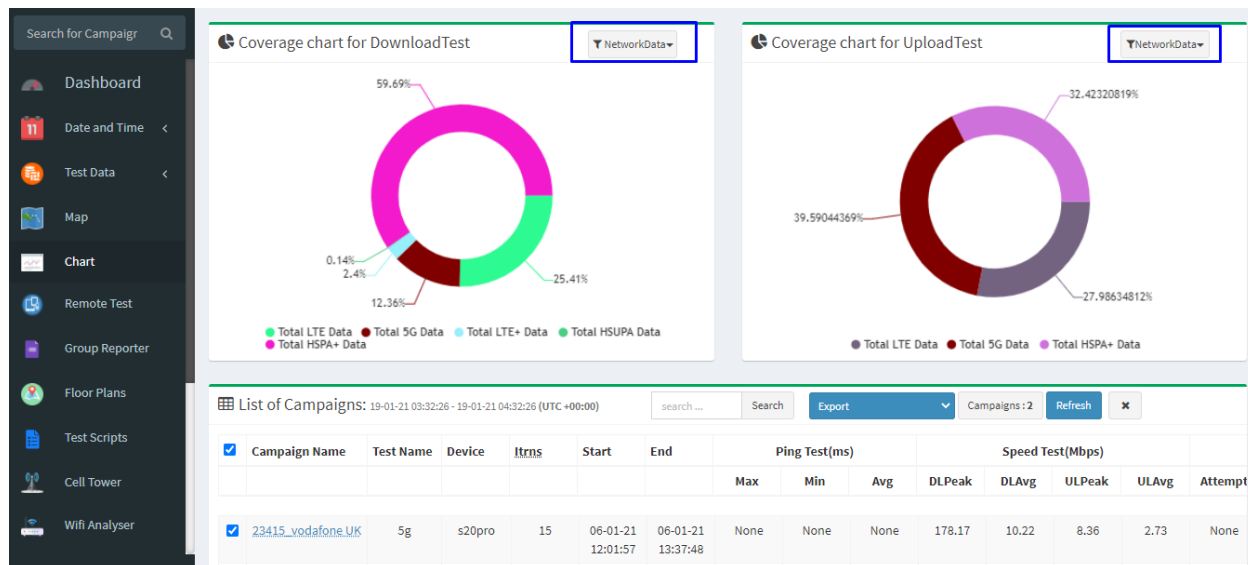 Search for Campaigr
Dashboard
11 Date and Time
Test Data
Map
Chart
Remote Test
Group Reporter
Floor Plans
Test Scripts
Cell Tower
Wifi Analyser
Coverage chart for DownloadTest
NetworkData
59.69%
0.14%
2.4%
12.36%
25.41%
Total LTE Data Total 5G Data Total LTE+ Data Total HSUPA Data
Total HSPA+ Data
Coverage chart for UploadTest
NetworkData
32.42320819%
39.59044369%
27.98634812%
Total LTE Data Total 5G Data Total HSPA+ Data
List of Campaigns: 19-01-21 03:32:26 - 19-01-21 04:32:26 (UTC +00:00) search ... Search Export Campaigns : 2 Refresh ×
Campaign Name Test Name Device Itrns Start End Ping Test(ms) Speed Test(Mbps)
Max Min Avg DLPeak DLAvg ULPeak ULAvg Attempt
23415_vodafone UK 5g s20pro 15 06-01-21 06-01-21 None None None 178.17 10.22 8.36 2.73 None
12:01:57 13:37:48